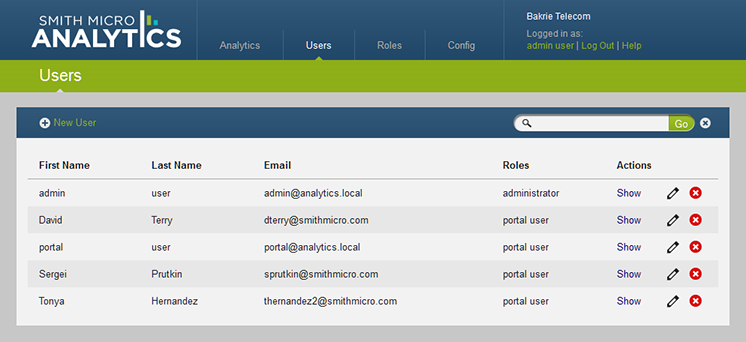 SMITH MICRO
ANALYTICS
Analytics Users Roles Config
Bakrie Telecom
Logged in as:
admin user | Log Out | Help
Users
New User
Go
First Name Last Name Email Roles Actions
admin user admin@analytics.local administrator Show
David Terry dterry@smithmicro.com portal user Show
portal user portal@analytics.local portal user Show
Sergei Prutkin sprutkin@smithmicro.com portal user Show
Tonya Hernandez thernandez2@smithmicro.com portal user Show